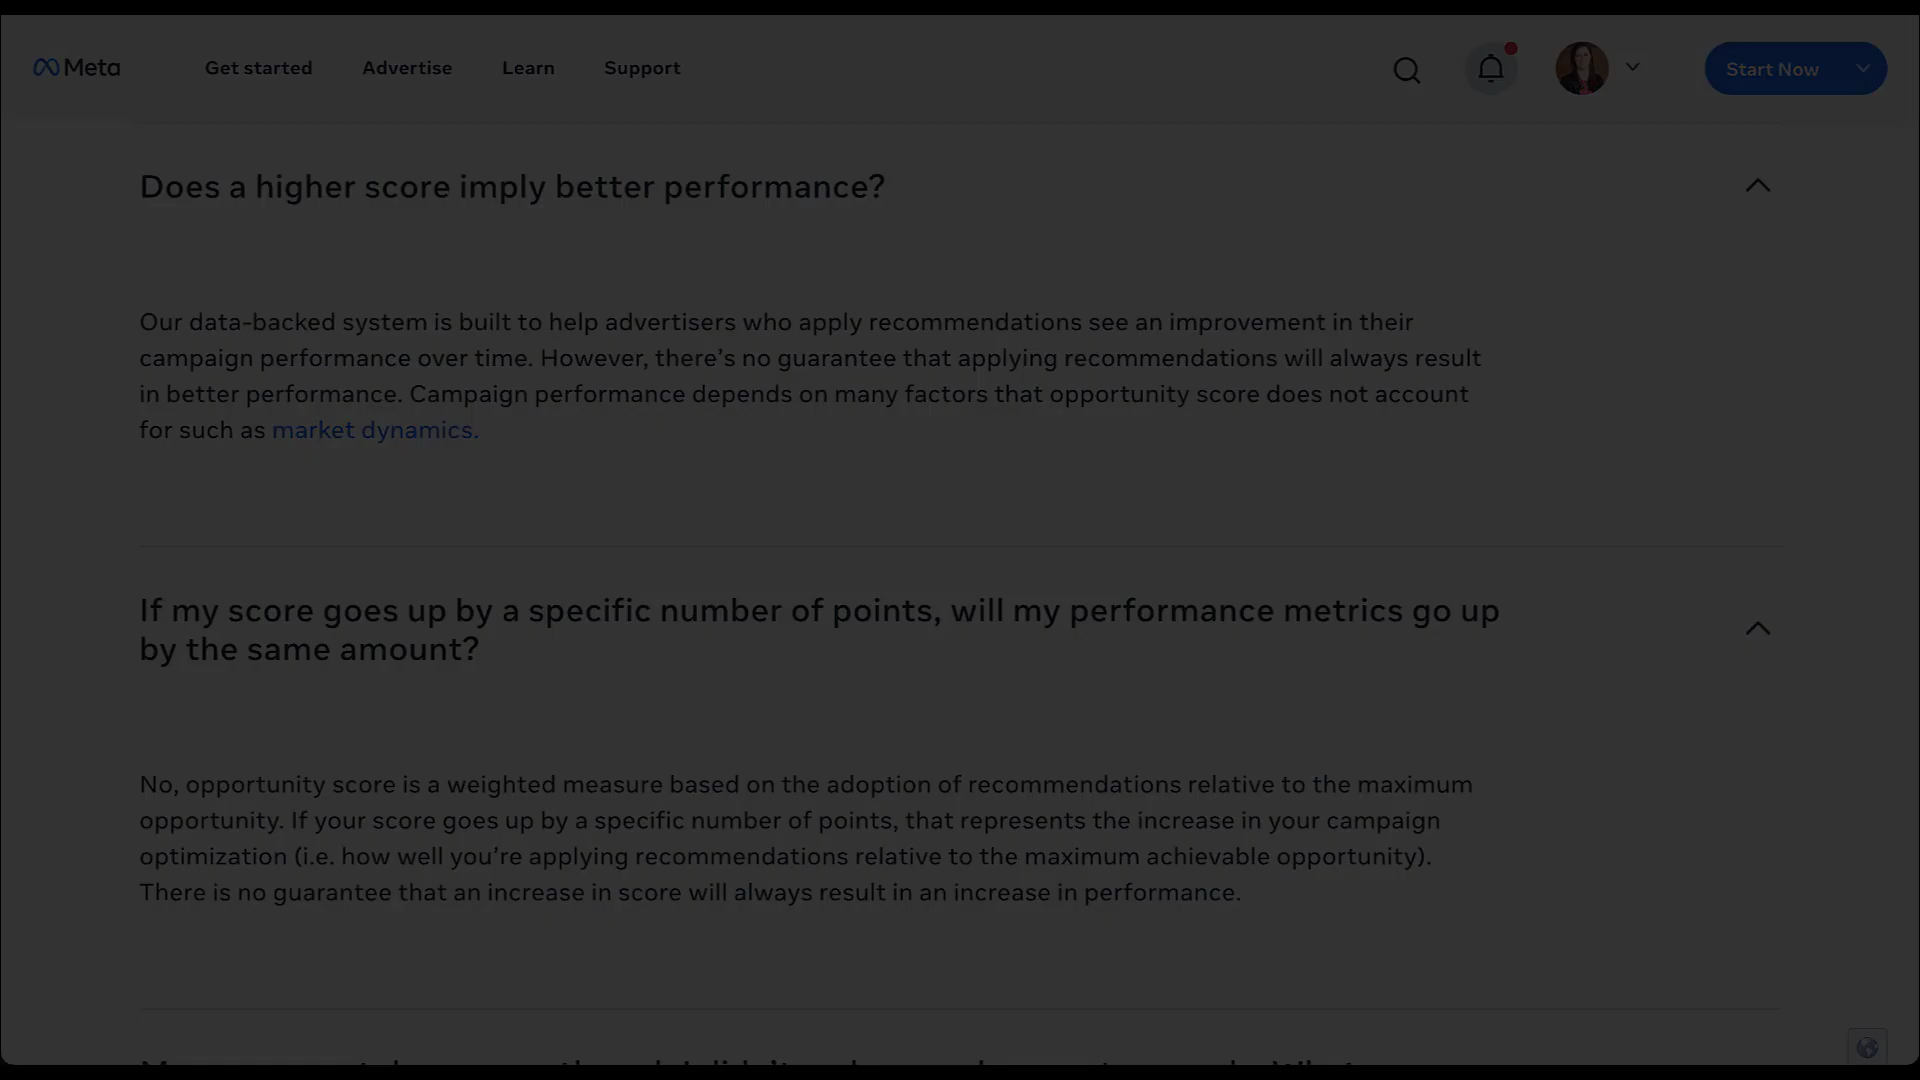 Meta
Get started
Advertise
Learn
Support
Start Now
Does a higher score imply better performance?
Our data-backed system is built to help advertisers who apply recommendations see an improvement in their
campaign performance over time. However, there’s no guarantee that applying recommendations will always result
in better performance. Campaign performance depends on many factors that opportunity score does not account
for such as market dynamics.
If my score goes up by a specific number of points, will my performance metrics go up
by the same amount?
No, opportunity score is a weighted measure based on the adoption of recommendations relative to the maximum
opportunity. If your score goes up by a specific number of points, that represents the increase in your campaign
optimization (i.e. how well you’re applying recommendations relative to the maximum achievable opportunity).
There is no guarantee that an increase in score will always result in an increase in performance.